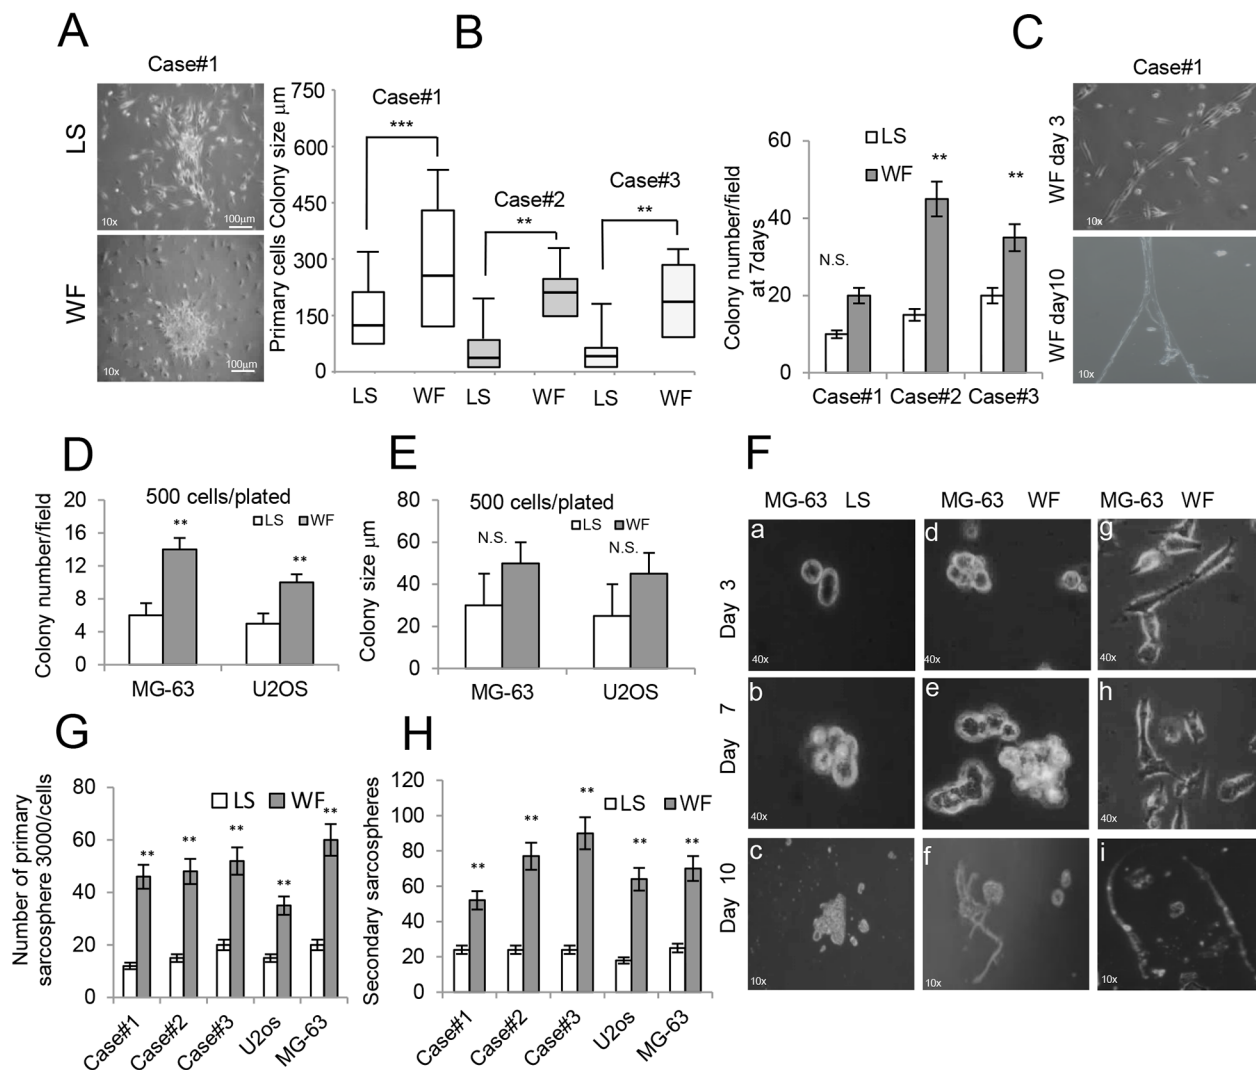 A
Case#1
LS
10x
100µm
WF
10x
100µm
B
Primary cells Colony size µm
750
600
450
300
150
0
Case#1
***
Case#2
**
Case#3
**
LS
WF
LS
WF
LS
WF
Colony number/field
at 7days
60
40
20
0
LS
WF
N.S.
**
**
Case#1
Case#2
Case#3
C
Case#1
WF day 3
10x
WF day10
10x
D
500 cells/plated
Colony number/field
20
16
12
8
4
0
LS
WF
**
**
MG-63
U2OS
E
500 cells/plated
Colony size µm
80
60
40
20
0
LS
WF
N.S.
N.S.
MG-63
U2OS
F
MG-63 LS
MG-63 WF
MG-63 WF
Day 3
a
40x
d
40x
g
40x
Day 7
b
40x
e
40x
h
40x
Day 10
c
10x
f
10x
i
10x
G
Number of primary
sarcosphere 3000/cells
80
60
40
20
0
LS
WF
**
**
**
**
**
Case#1
Case#2
Case#3
U2os
MG-63
H
Secondary sarcospheres
120
100
80
60
40
20
0
LS
WF
**
**
**
**
**
Case#1
Case#2
Case#3
U2os
MG-63